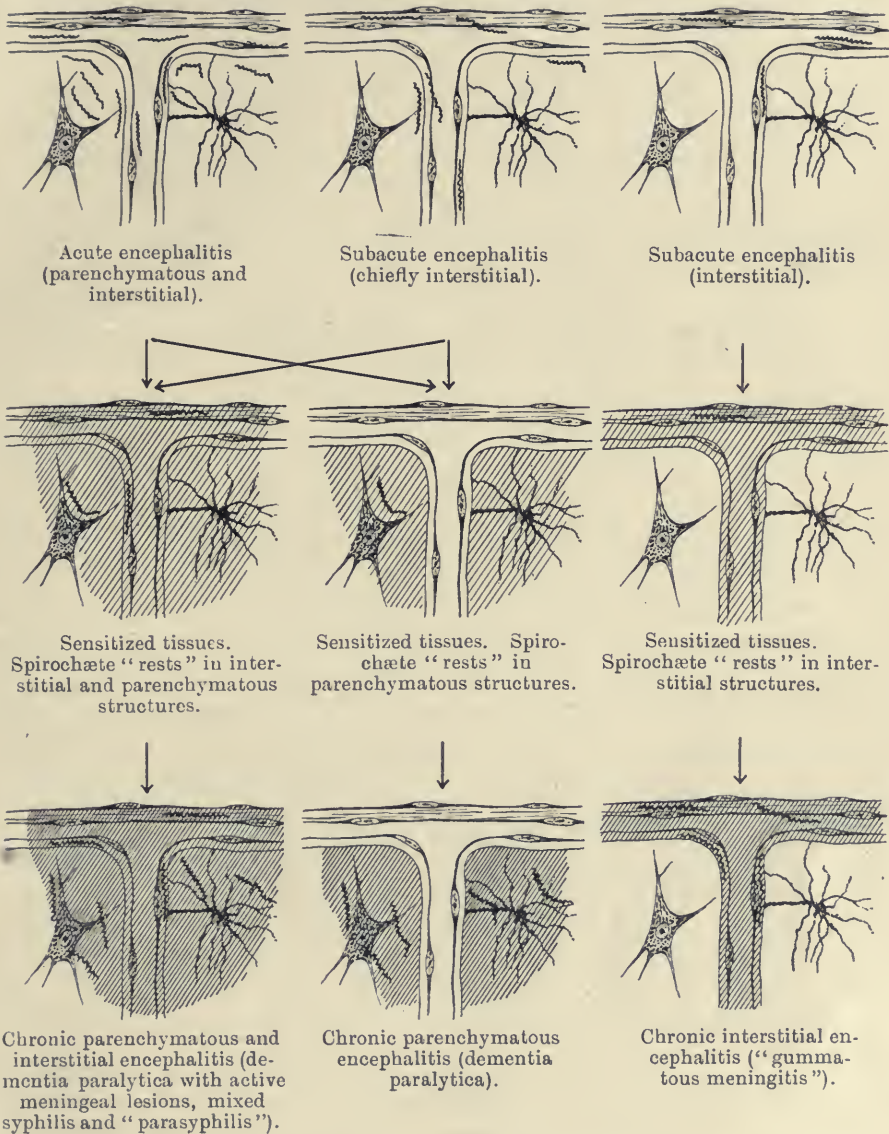 Acute encephalitis
(parenchymatous and
interstitial).
Subacute encephalitis
(chiefly interstitial).
Subacute encephalitis
(interstitial).
Sensitized tissues.
Spirochæte “ rests ” in inter-
stitial and parenchymatous
structures.
Sensitized tissues. Spiro-
chæte “ rests ” in
parenchymatous structures.
Sensitized tissues.
Spirochæte “ rests ” in inter-
stitial structures.
Chronic parenchymatous and
interstitial encephalitis (de-
mentia paralytica with active
meningeal lesions, mixed
syphilis and “ parasyphilis ”).
Chronic parenchymatous
encephalitis (dementia
paralytica).
Chronic interstitial en-
cephalitis (“ gumma-
tous meningitis ”).